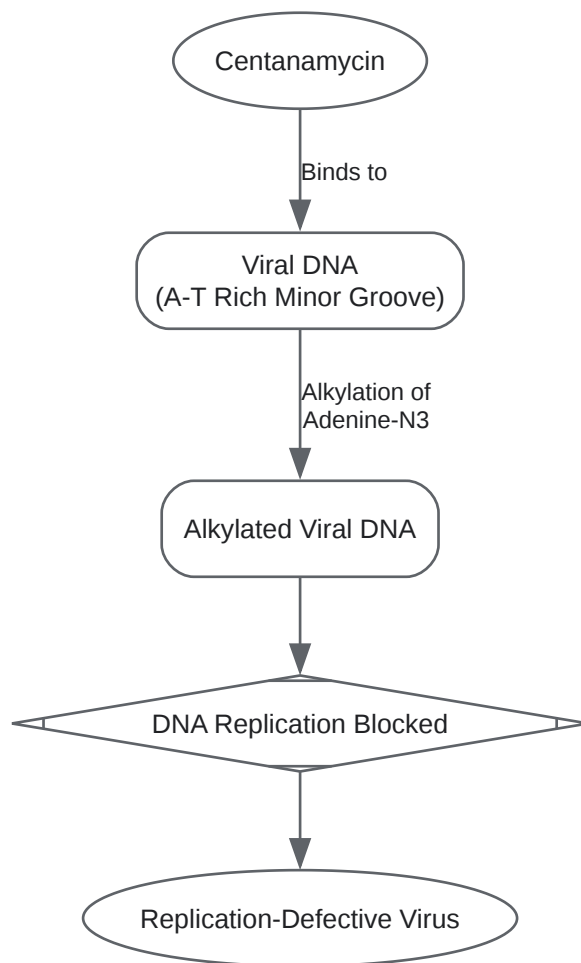 Centanamycin
Binds to
Viral DNA
(A-T Rich Minor Groove)
Alkylation of
Adenine-N3
Alkylated Viral DNA
DNA Replication Blocked
Replication-Defective Virus